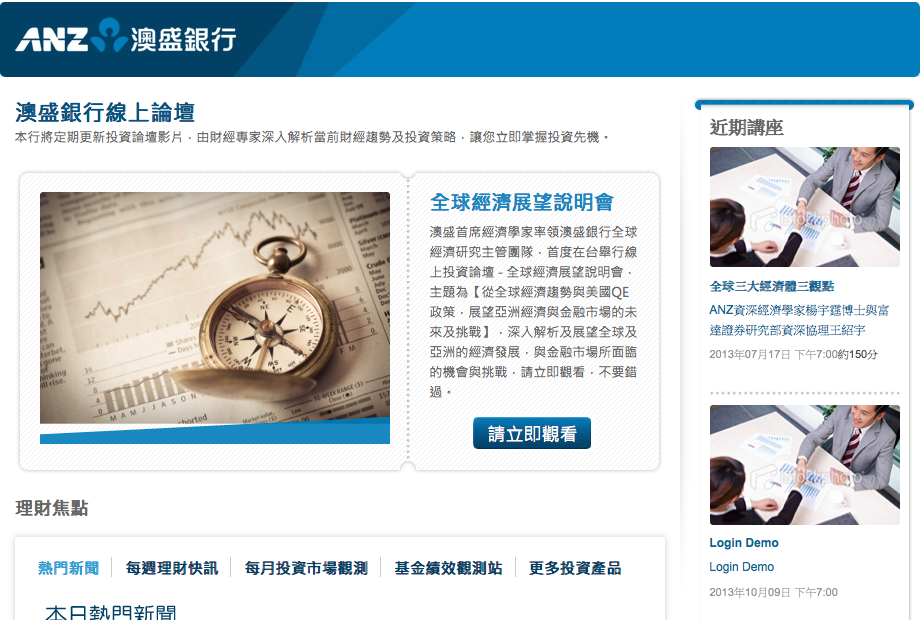 ANZ 澳盛銀行
澳盛銀行線上論壇
本行將定期更新投資論壇影片，由財經專家深入解析當前財經趨勢及投資策略，讓您立即掌握投資先機。
全球經濟展望說明會
澳盛首席經濟學家率領澳盛銀行全球
經濟研究主管團隊，首度在台舉行線
上投資論壇 - 全球經濟展望說明會，
主題為【從全球經濟趨勢與美國QE
政策，展望亞洲經濟與金融市場的未
來及挑戰】，深入解析及展望全球及
亞洲的經濟發展，與金融市場所面臨
的機會與挑戰，請立即觀看，不要錯
過。
請立即觀看
近期講座
全球三大經濟體三觀點
ANZ資深經濟學家楊宇霆博士與富
達證券研究部資深協理王紹宇
2013年07月17日 下午7:00約150分
Login Demo
Login Demo
2013年10月09日 下午7:00
理財焦點
熱門新聞
每週理財快訊
每月投資市場觀測
基金績效觀測站
更多投資產品
本日熱門新聞